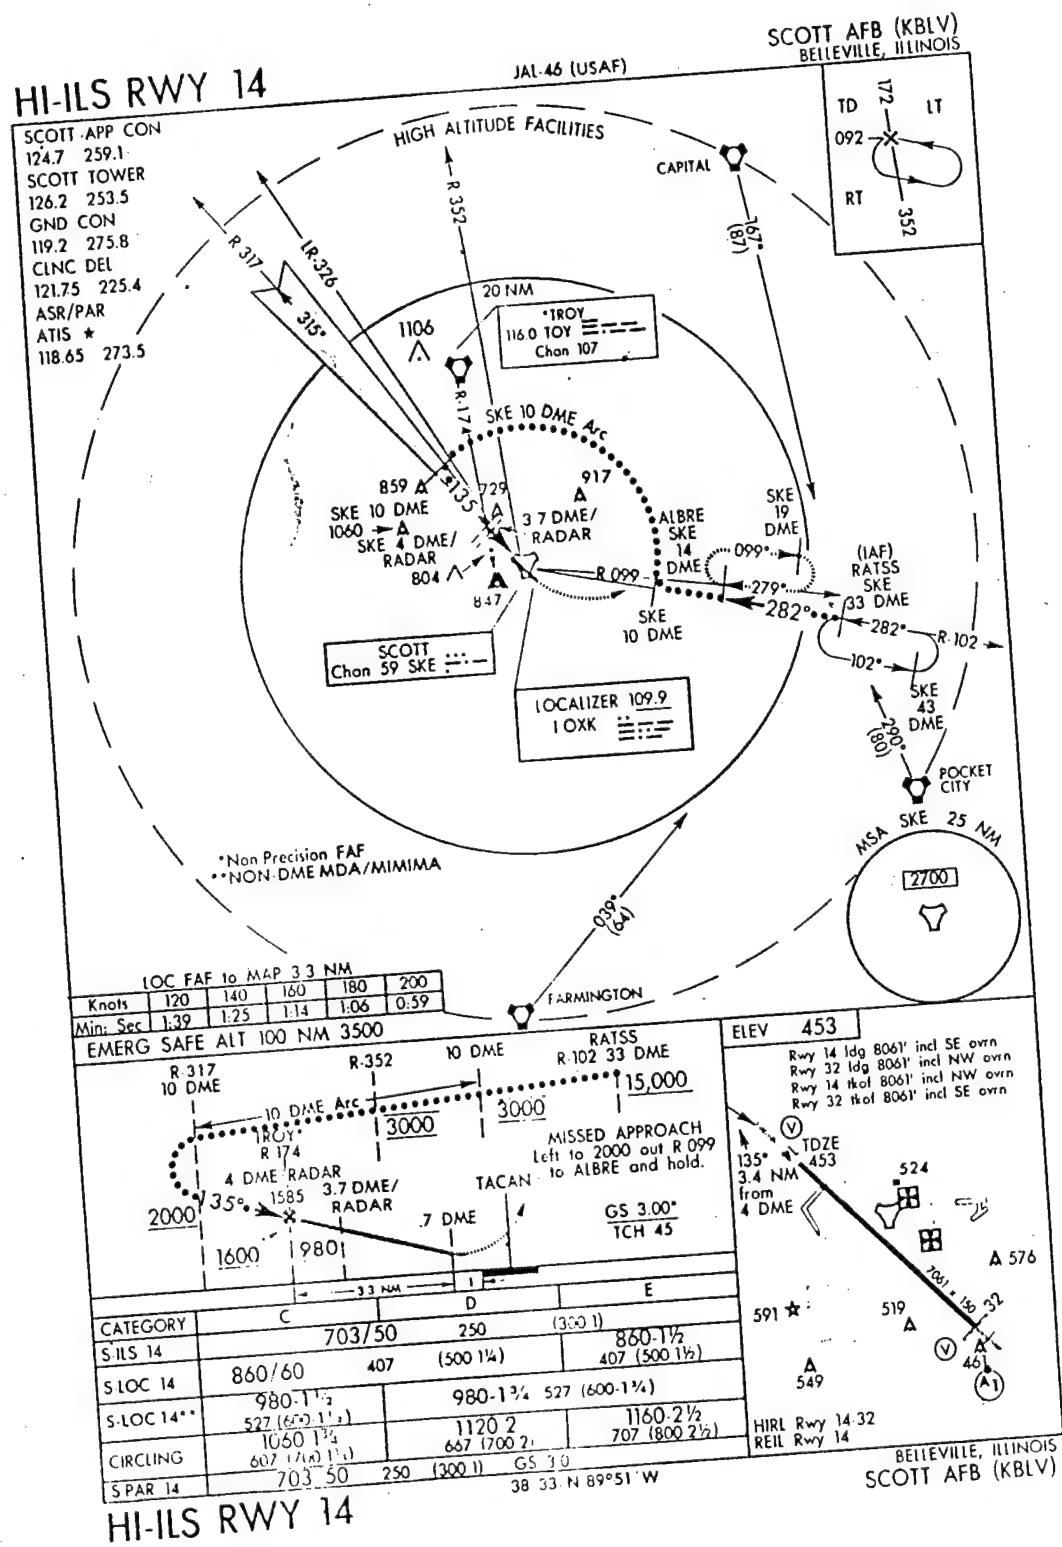 SCOTT AFB (KBLV)
BELLEVILLE, ILLINOIS
JAL-46 (USAF)
HI-ILS RWY 14
SCOTT APP CON
124.7 259.1
SCOTT TOWER
126.2 253.5
GND CON
119.2 275.8
CLNC DEL
121.75 225.4
ASR/PAR
ATIS ★
118.65 273.5
HIGH ALTITUDE FACILITIES
CAPITAL
TD
172
LT
092
RT
352
R-352
R-317
LR-326
315°
167°
(87)
20 NM
1106
*TROY
116.0 TOY
Chan 107
R-174
SKE 10 DME Arc
859
135
729
917
SKE 10 DME
1060
SKE 4 DME/
RADAR
804
3.7 DME/
RADAR
847
ALBRE
SKE
14
DME
SKE
19
DME
099°
279°
(IAF)
RATSS
SKE
33 DME
R 099
282°
SKE
10 DME
282°
R-102
102°
SKE
43
DME
SCOTT
Chan 59 SKE
LOCALIZER 109.9
I OXK
290°
(80)
POCKET
CITY
MSA SKE 25 NM
2700
*Non Precision FAF
**NON-DME MDA/MIMIMA
039°
(64)
FARMINGTON
LOC FAF to MAP 3.3 NM
Knots 120 140 160 180 200
Min: Sec 1:39 1:25 1:14 1:06 0:59
EMERG SAFE ALT 100 NM 3500
R-317
10 DME
R-352
10 DME
RATSS
R-102 33 DME
15,000
10 DME Arc
3000
3000
TROY*
R 174
4 DME RADAR
1585
135°
3.7 DME/
RADAR
2000
1600
980
.7 DME
TACAN
MISSED APPROACH
Left to 2000 out R 099
to ALBRE and hold.
GS 3.00°
TCH 45
3.3 NM
ELEV 453
Rwy 14 ldg 8061' incl SE ovrn
Rwy 32 ldg 8061' incl NW ovrn
Rwy 14 tkof 8061' incl NW ovrn
Rwy 32 tkof 8061' incl SE ovrn
V
TDZE
453
135°
3.4 NM
from
4 DME
524
576
7061 x 150
591
519
32
V
461
549
A1
HIRL Rwy 14-32
REIL Rwy 14
CATEGORY C D E
S-ILS 14 703/50 250 (300-1)
S-LOC 14 860/60 407 (500-1¼) 860-1½ 407 (500-1½)
S-LOC 14** 980-1½ 527 (600-1½) 980-1¾ 527 (600-1¾)
CIRCLING 1060-1¾ 607 (700-1¾) 1120-2 667 (700-2) 1160-2½ 707 (800-2½)
S-PAR 14 703/50 250 (300-1) GS 3.0
38°33' N 89°51' W
BELLEVILLE, ILLINOIS
SCOTT AFB (KBLV)
HI-ILS RWY 14